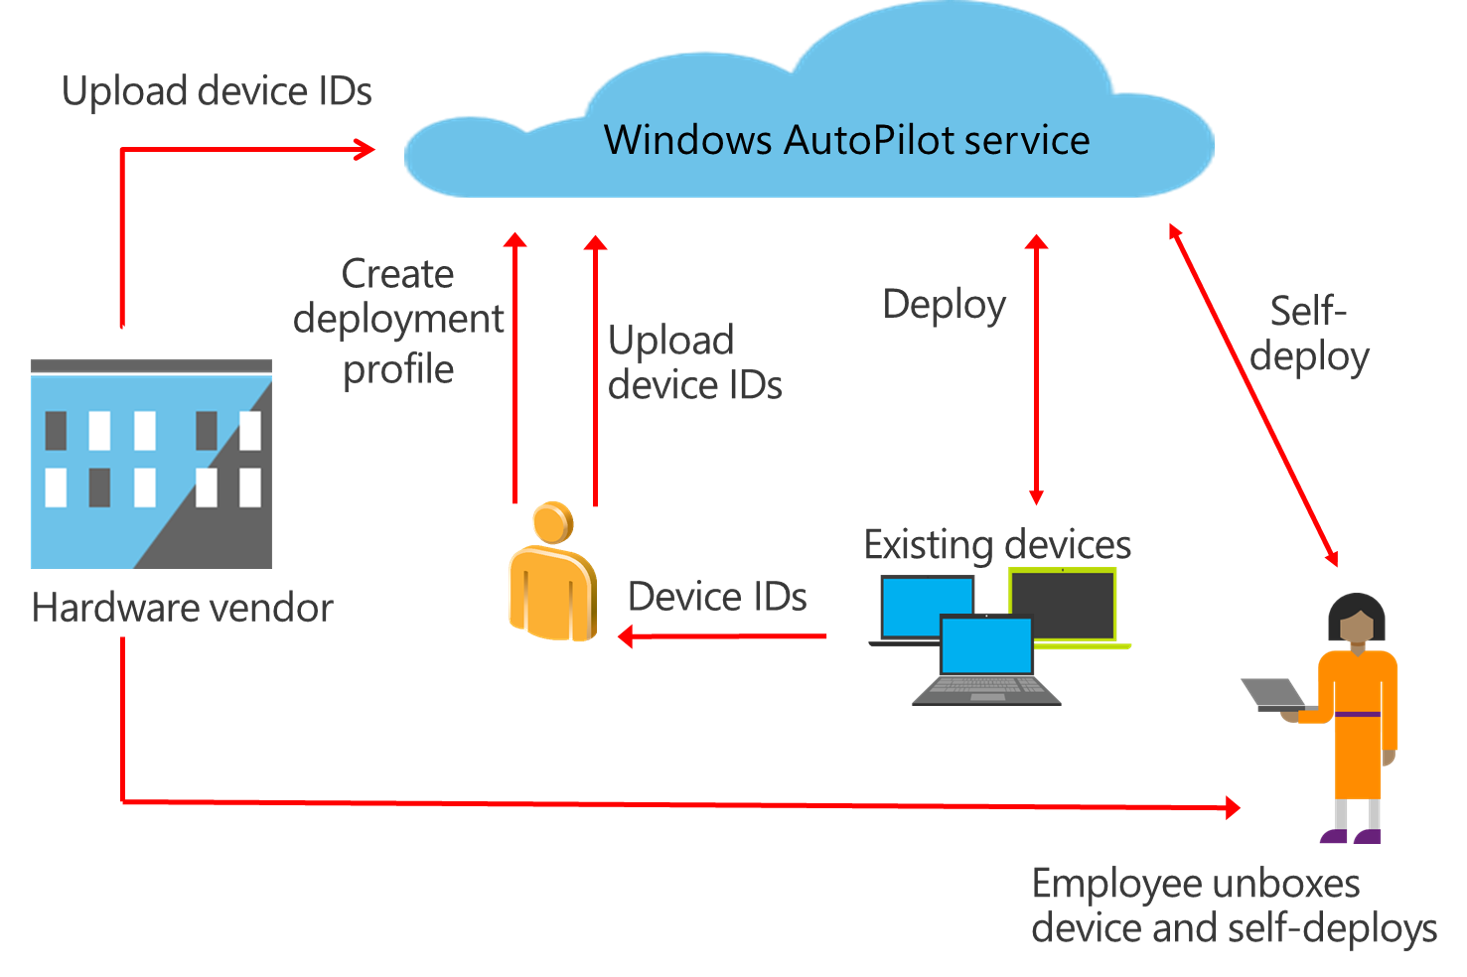 Upload device IDs
Windows AutoPilot service
Create
deployment
profile
Upload
device IDs
Deploy
Self-
deploy
Existing devices
Device IDs
Hardware vendor
Employee unboxes
device and self-deploys